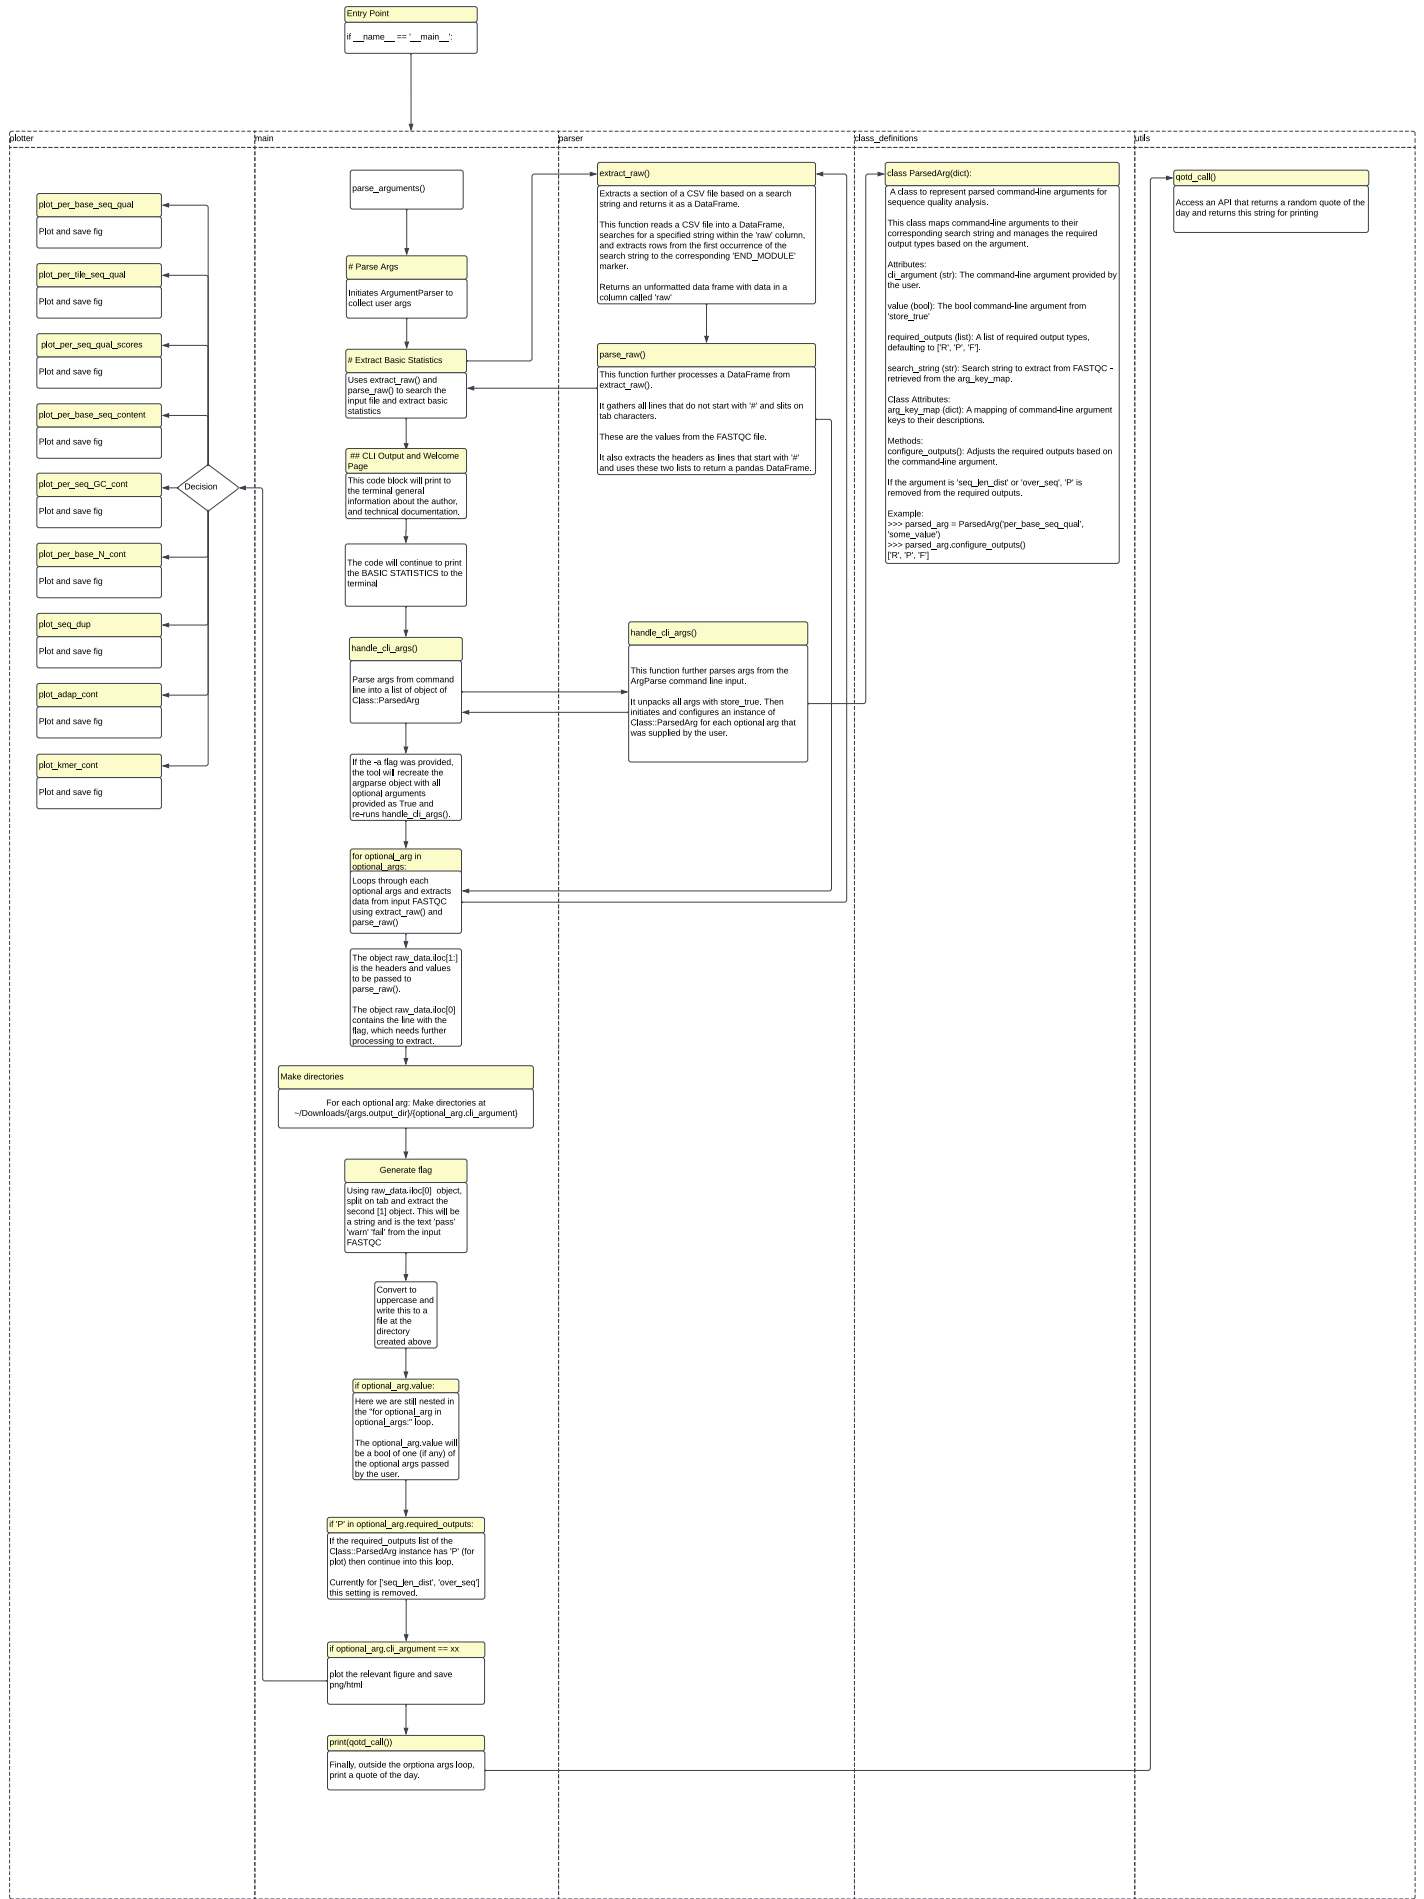 Entry Point
if __name__ == '__main__':
plotter
main
parser
class_definitions
utils
plot_per_base_seq_qual
Plot and save fig
plot_per_tile_seq_qual
Plot and save fig
plot_per_seq_qual_scores
Plot and save fig
plot_per_base_seq_content
Plot and save fig
plot_per_seq_GC_cont
Plot and save fig
plot_per_base_N_cont
Plot and save fig
plot_seq_dup
Plot and save fig
plot_adap_cont
Plot and save fig
plot_kmer_cont
Plot and save fig
Decision
parse_arguments()
# Parse Args
Initiates ArgumentParser to
collect user args
# Extract Basic Statistics
Uses extract_raw() and
parse_raw() to search the
input file and extract basic
statistics
## CLI Output and Welcome
Page
This code block will print to
the terminal general
information about the author,
and technical documentation.
The code will continue to print
the BASIC STATISTICS to the
terminal
handle_cli_args()
Parse args from command
line into a list of object of
Class::ParsedArg
If the -a flag was provided,
the tool will recreate the
argparse object with all
optional arguments
provided as True and
re-runs handle_cli_args().
for optional_arg in
optional_args:
Loops through each
optional args and extracts
data from input FASTQC
using extract_raw() and
parse_raw()
The object raw_data.iloc[1:]
is the headers and values
to be passed to
parse_raw().
The object raw_data.iloc[0]
contains the line with the
flag, which needs further
processing to extract.
Make directories
For each optional arg: Make directories at
~/Downloads/{args.output_dir}/{optional_arg.cli_argument}
Generate flag
Using raw_data.iloc[0]  object,
split on tab and extract the
second [1] object. This will be
a string and is the text 'pass'
'warn' 'fail' from the input
FASTQC
Convert to
uppercase and
write this to a
file at the
directory
created above
if optional_arg.value:
Here we are still nested in
the "for optional_arg in
optional_args:" loop.
The optional_arg.value will
be a bool of one (if any) of
the optional args passed
by the user.
if 'P' in optional_arg.required_outputs:
If the required_outputs list of the
Class::ParsedArg instance has 'P' (for
plot) then continue into this loop.
Currently for ['seq_len_dist', 'over_seq']
this setting is removed.
if optional_arg.cli_argument == xx
plot the relevant figure and save
png/html
print(qotd_call())
Finally, outside the orptiona args loop,
print a quote of the day.
extract_raw()
Extracts a section of a CSV file based on a search
string and returns it as a DataFrame.
This function reads a CSV file into a DataFrame,
searches for a specified string within the 'raw' column,
and extracts rows from the first occurrence of the
search string to the corresponding 'END_MODULE'
marker.
Returns an unformatted data frame with data in a
column called 'raw'
parse_raw()
This function further processes a DataFrame from
extract_raw().
It gathers all lines that do not start with '#' and slits on
tab characters.
These are the values from the FASTQC file.
It also extracts the headers as lines that start with '#'
and uses these two lists to return a pandas DataFrame.
handle_cli_args()
This function further parses args from the
ArgParse command line input.
It unpacks all args with store_true. Then
initiates and configures an instance of
Class::ParsedArg for each optional arg that
was supplied by the user.
class ParsedArg(dict):
A class to represent parsed command-line arguments for
sequence quality analysis.
This class maps command-line arguments to their
corresponding search string and manages the required
output types based on the argument.
Attributes:
cli_argument (str): The command-line argument provided by
the user.
value (bool): The bool command-line argument from
'store_true'
required_outputs (list): A list of required output types,
defaulting to ['R', 'P', 'F'].
search_string (str): Search string to extract from FASTQC -
retrieved from the arg_key_map.
Class Attributes:
arg_key_map (dict): A mapping of command-line argument
keys to their descriptions.
Methods:
configure_outputs(): Adjusts the required outputs based on
the command-line argument.
If the argument is 'seq_len_dist' or 'over_seq', 'P' is
removed from the required outputs.
Example:
>>> parsed_arg = ParsedArg('per_base_seq_qual',
'some_value')
>>> parsed_arg.configure_outputs()
['R', 'P', 'F']
qotd_call()
Access an API that returns a random quote of the
day and returns this string for printing